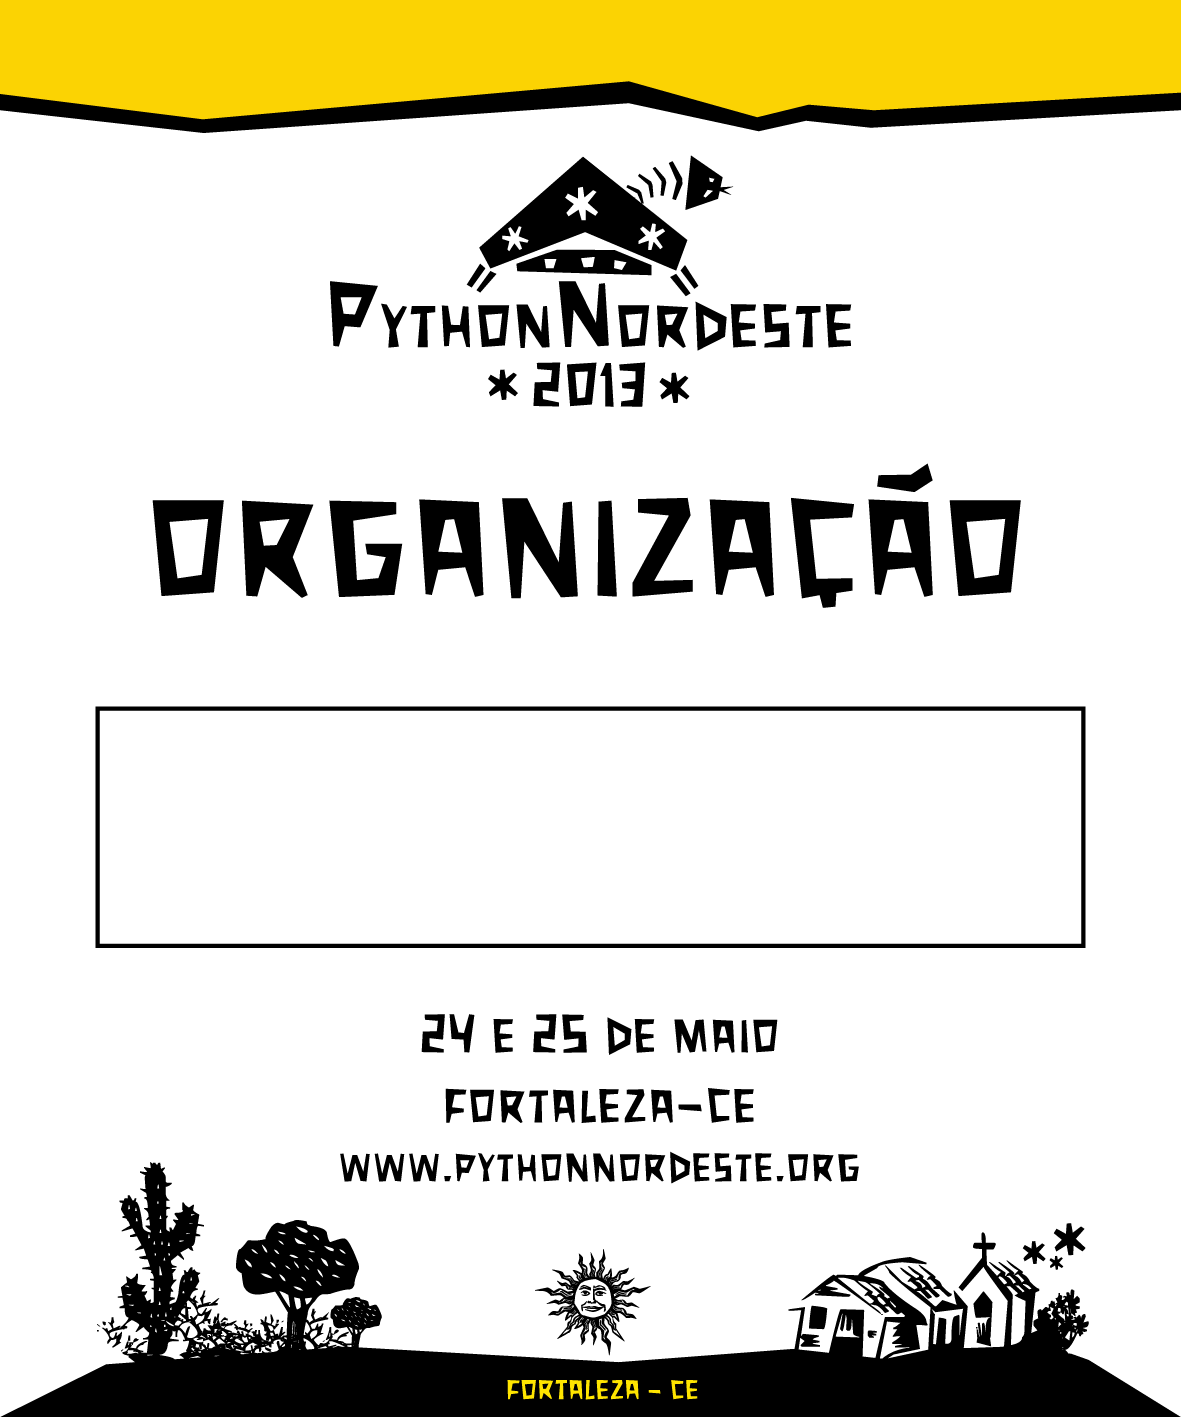 PythonNordeste
* 2013 *
ORGANIZAÇÃO
24 E 25 DE MAIO
FORTALEZA-CE
WWW.PYTHONNORDESTE.ORG
FORTALEZA - CE